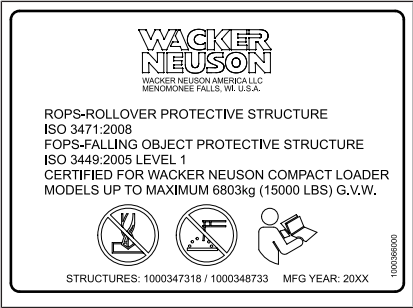 WACKER
NEUSON
WACKER NEUSON AMERICA LLC
MENOMONEE FALLS, WI. U.S.A.
ROPS-ROLLOVER PROTECTIVE STRUCTURE
ISO 3471:2008
FOPS-FALLING OBJECT PROTECTIVE STRUCTURE
ISO 3449:2005 LEVEL 1
CERTIFIED FOR WACKER NEUSON COMPACT LOADER
MODELS UP TO MAXIMUM 6803kg (15000 LBS) G.V.W.
1000366000
STRUCTURES: 1000347318 / 1000348733 MFG YEAR: 20XX